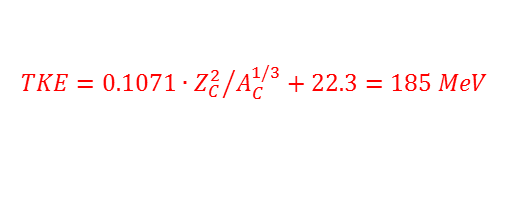 TKE = 0.1071 · Z_C^2/A_C^{1/3} + 22.3 = 185 MeV